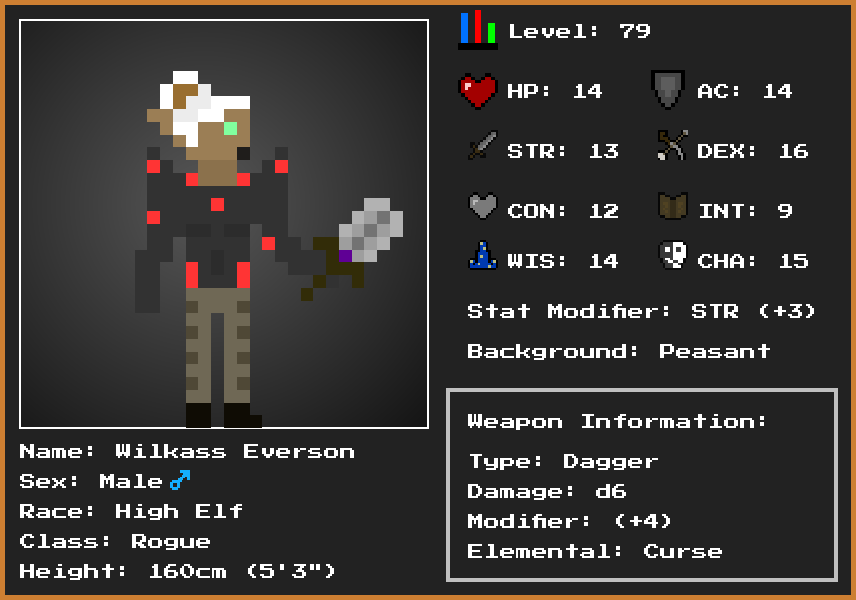 Level: 79
HP: 14
AC: 14
STR: 13
DEX: 16
CON: 12
INT: 9
WIS: 14
CHA: 15
Stat Modifier: STR (+3)
Background: Peasant
Weapon Information:
Type: Dagger
Damage: d6
Modifier: (+4)
Elemental: Curse
Name: Wilkass Everson
Sex: Male♂
Race: High Elf
Class: Rogue
Height: 160cm (5'3")